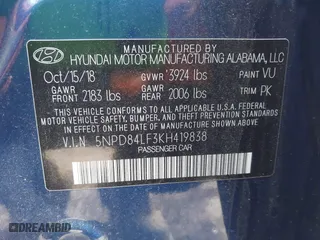 MANUFACTURED BY
HYUNDAI MOTOR MANUFACTURING ALABAMA, LLC
Oct/15/18 GVWR 3924 lbs PAINT VU
GAWR FRONT 2183 lbs GAWR REAR 2006 lbs TRIM PK
THIS VEHICLE CONFORMS TO ALL APPLICABLE U.S. FEDERAL
MOTOR VEHICLE SAFETY, BUMPER, AND THEFT PREVENTION
STANDARDS IN EFFECT ON THE DATE OF MANUFACTURE
SHOWN ABOVE.
V.I.N. 5NPD84LF3KH419838
PASSENGER CAR